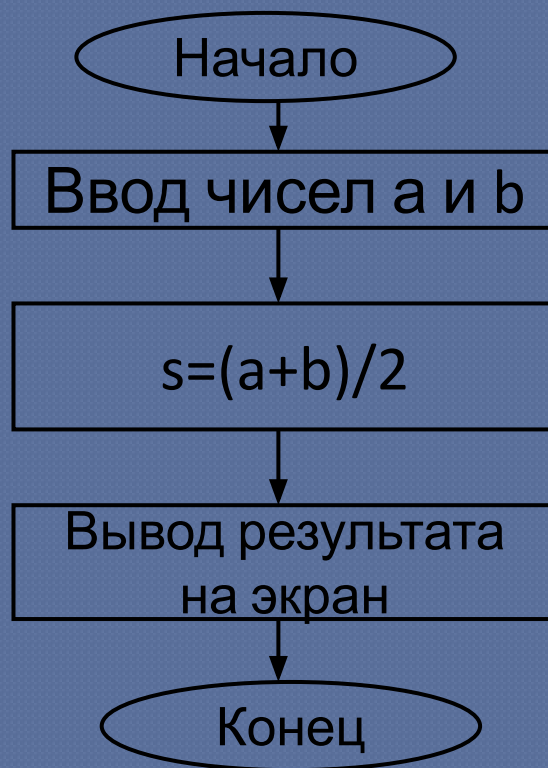 Начало
Ввод чисел a и b
s=(a+b)/2
Вывод результата
на экран
Конец